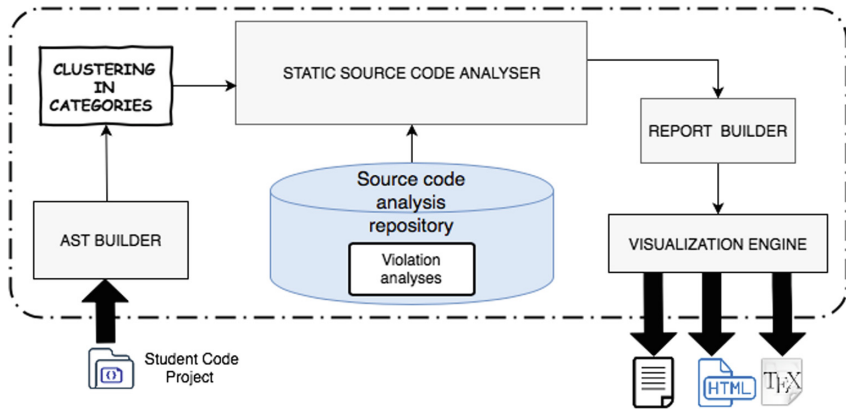 CLUSTERING
IN
CATEGORIES
STATIC SOURCE CODE ANALYSER
REPORT BUILDER
Source code
analysis
repository
AST BUILDER
VISUALIZATION ENGINE
Violation
analyses
{}
Student Code
Project
HTML
TEX